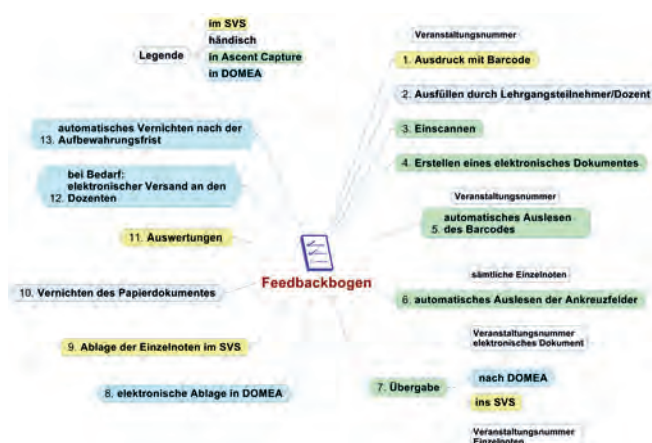 im SVS
händisch
Legende
in Ascent Capture
in DOMEA
Veranstaltungsnummer
1. Ausdruck mit Barcode
2. Ausfüllen durch Lehrgangsteilnehmer/Dozent
3. Einscannen
4. Erstellen eines elektronisches Dokumentes
Veranstaltungsnummer
automatisches Auslesen
5. des Barcodes
sämtliche Einzelnoten
6. automatisches Auslesen der Ankreuzfelder
Veranstaltungsnummer
elektronisches Dokument
7. Übergabe
nach DOMEA
ins SVS
Veranstaltungsnummer
Einzelnoten
8. elektronische Ablage in DOMEA
9. Ablage der Einzelnoten im SVS
10. Vernichten des Papierdokumentes
11. Auswertungen
bei Bedarf:
elektronischer Versand an den
12. Dozenten
automatisches Vernichten nach der
13. Aufbewahrungsfrist
Feedbackbogen